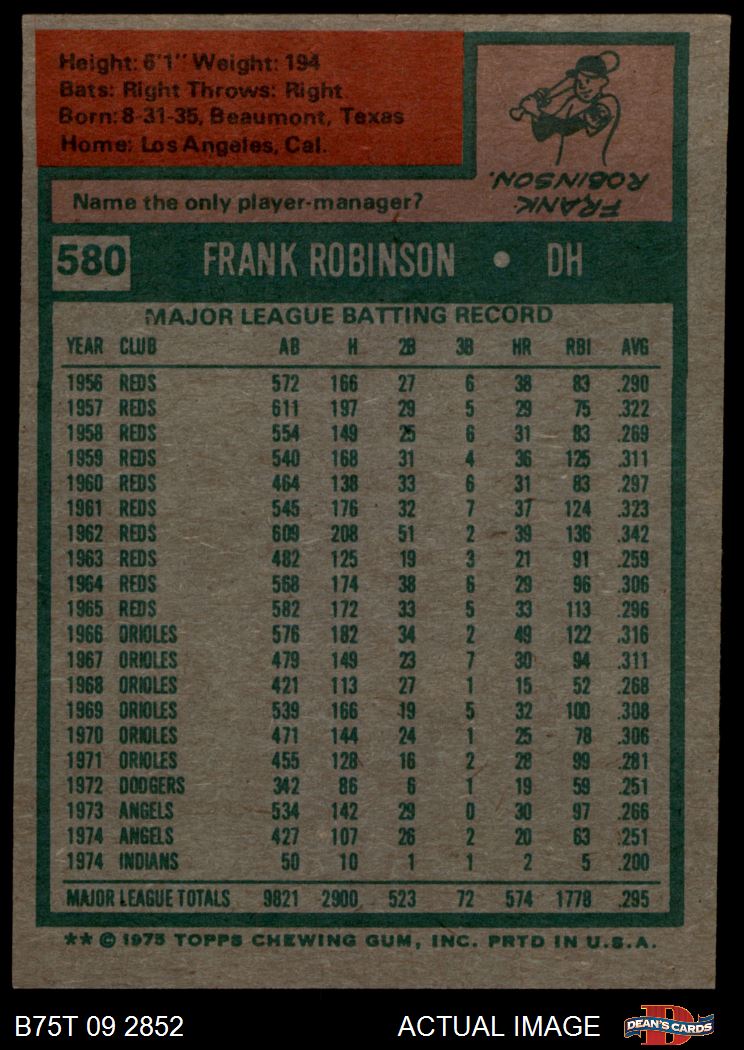 Height: 6'1" Weight: 194
Bats: Right Throws: Right
Born: 8-31-35, Beaumont, Texas
Home: Los Angeles, Cal.
Name the only player-manager?
FRANK
ROBINSON.
580 FRANK ROBINSON • DH
MAJOR LEAGUE BATTING RECORD
YEAR CLUB AB H 2B 3B HR RBI AVG
1956 REDS 572 166 27 6 38 83 .290
1957 REDS 611 197 29 5 29 75 .322
1958 REDS 554 149 25 6 31 83 .269
1959 REDS 540 168 31 4 36 125 .311
1960 REDS 464 138 33 6 31 83 .297
1961 REDS 545 176 32 7 37 124 .323
1962 REDS 609 208 51 2 39 136 .342
1963 REDS 482 125 19 3 21 91 .259
1964 REDS 568 174 38 6 29 96 .306
1965 REDS 582 172 33 5 33 113 .296
1966 ORIOLES 576 182 34 2 49 122 .316
1967 ORIOLES 479 149 23 7 30 94 .311
1968 ORIOLES 421 113 27 1 15 52 .268
1969 ORIOLES 539 166 19 5 32 100 .308
1970 ORIOLES 471 144 24 1 25 78 .306
1971 ORIOLES 455 128 16 2 28 99 .281
1972 DODGERS 342 86 6 1 19 59 .251
1973 ANGELS 534 142 29 0 30 97 .266
1974 ANGELS 427 107 26 2 20 63 .251
1974 INDIANS 50 10 1 1 2 5 .200
MAJOR LEAGUE TOTALS 9821 2900 523 72 574 1778 .295
** © 1975 TOPPS CHEWING GUM, INC. PRTD IN U.S.A.
B75T 09 2852 ACTUAL IMAGE DEAN'S CARDS